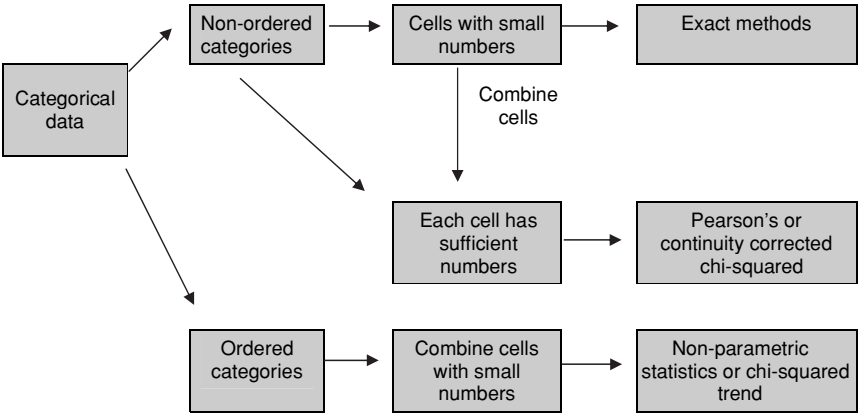 Categorical
data
Non-ordered
categories
Cells with small
numbers
Exact methods
Combine
cells
Each cell has
sufficient
numbers
Pearson's or
continuity corrected
chi-squared
Ordered
categories
Combine cells
with small
numbers
Non-parametric
statistics or chi-squared
trend